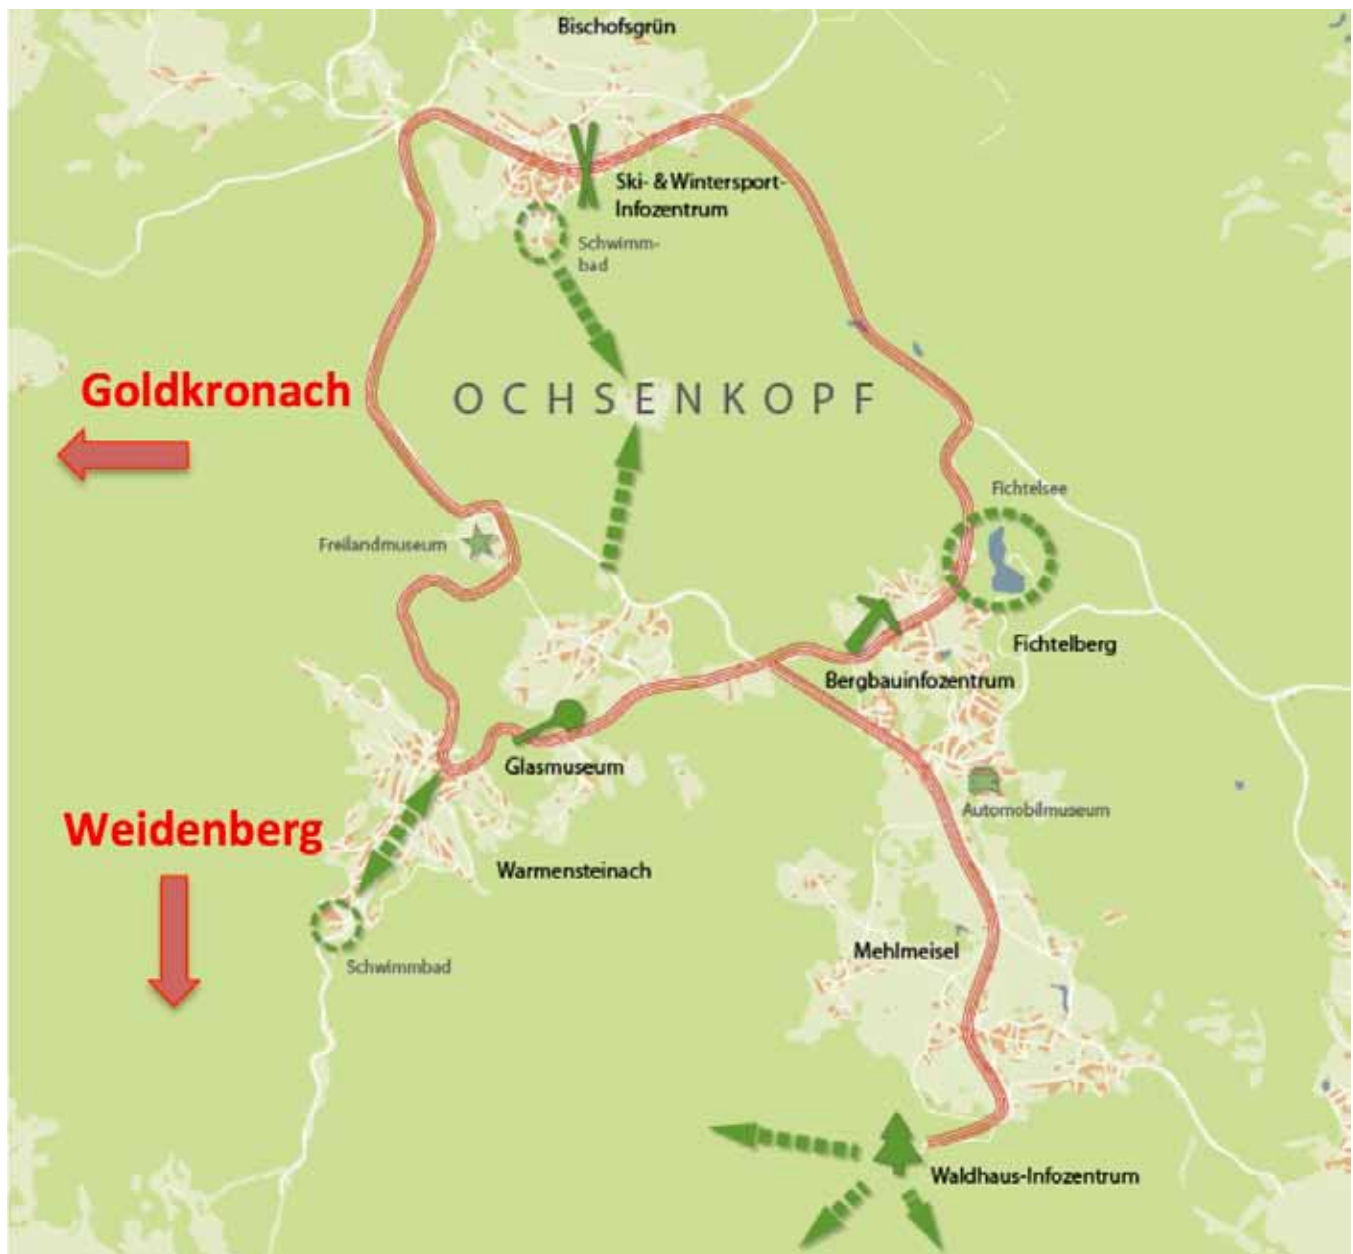 Bischofsgrün
Ski- & Wintersport-
Infozentrum
Schwimm-
bad
Goldkronach
OCHSENKOPF
Fichtelsee
Freilandmuseum
Fichtelberg
Bergbauinfozentrum
Glasmuseum
Automobilmuseum
Weidenberg
Warmensteinach
Mehlmeisel
Schwimmbad
Waldhaus-Infozentrum